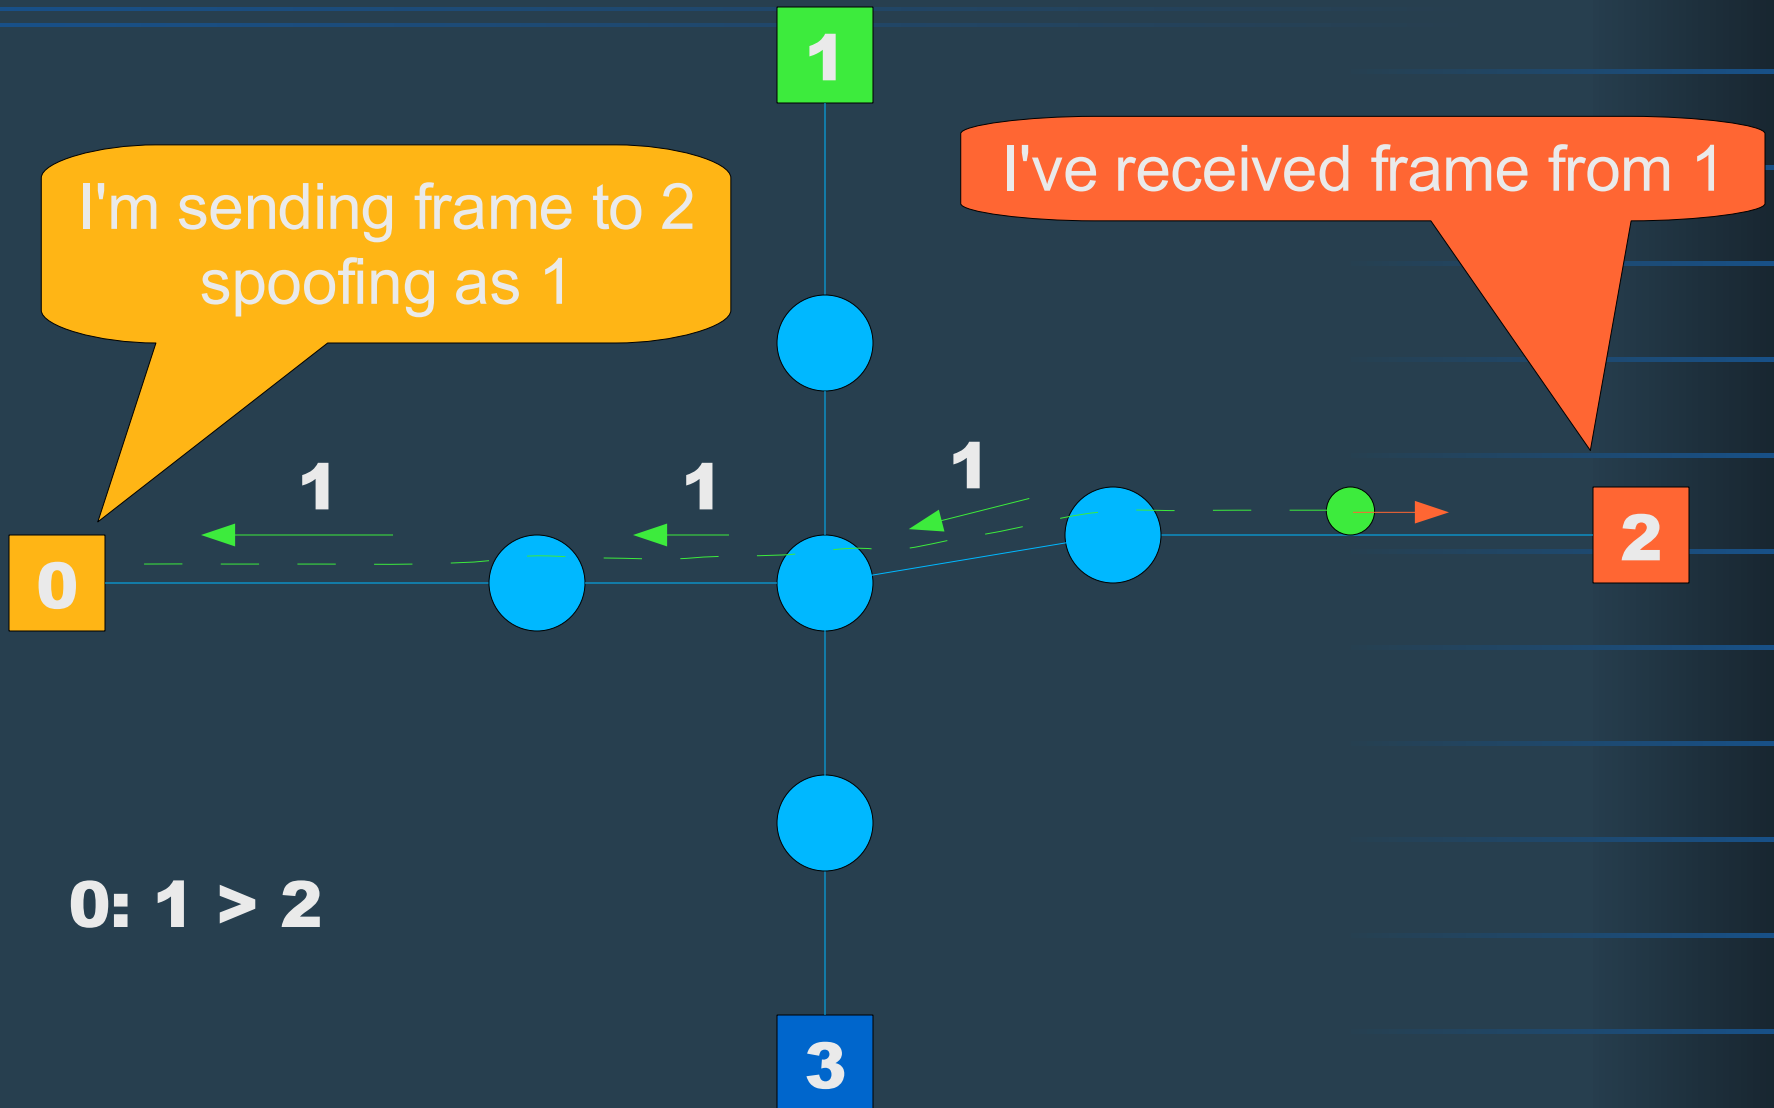 1
I'm sending frame to 2
spoofing as 1
I've received frame from 1
1
1
1
0
2
0: 1 > 2
3